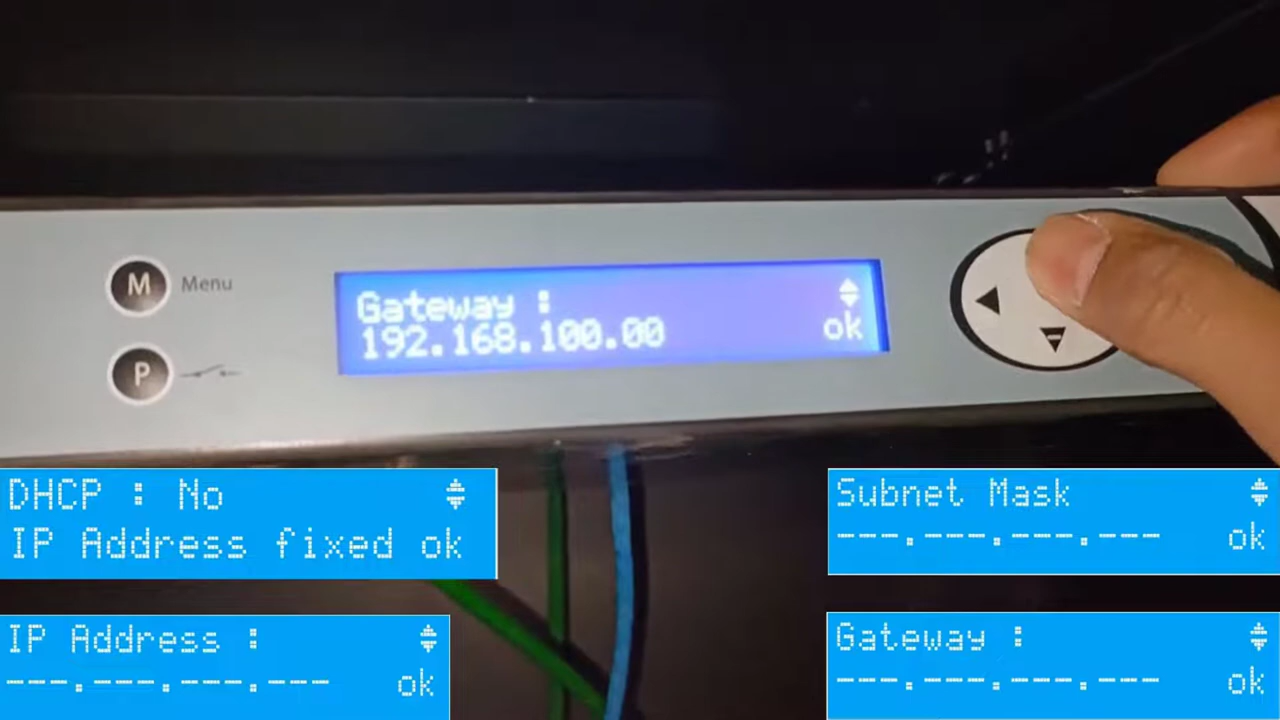 M Menu
Gateway :
192.168.100.00 ok
P
DHCP : No
IP Address fixed ok
Subnet Mask
---.---.---.--- ok
IP Address :
---.---.---.--- ok
Gateway :
---.---.---.--- ok